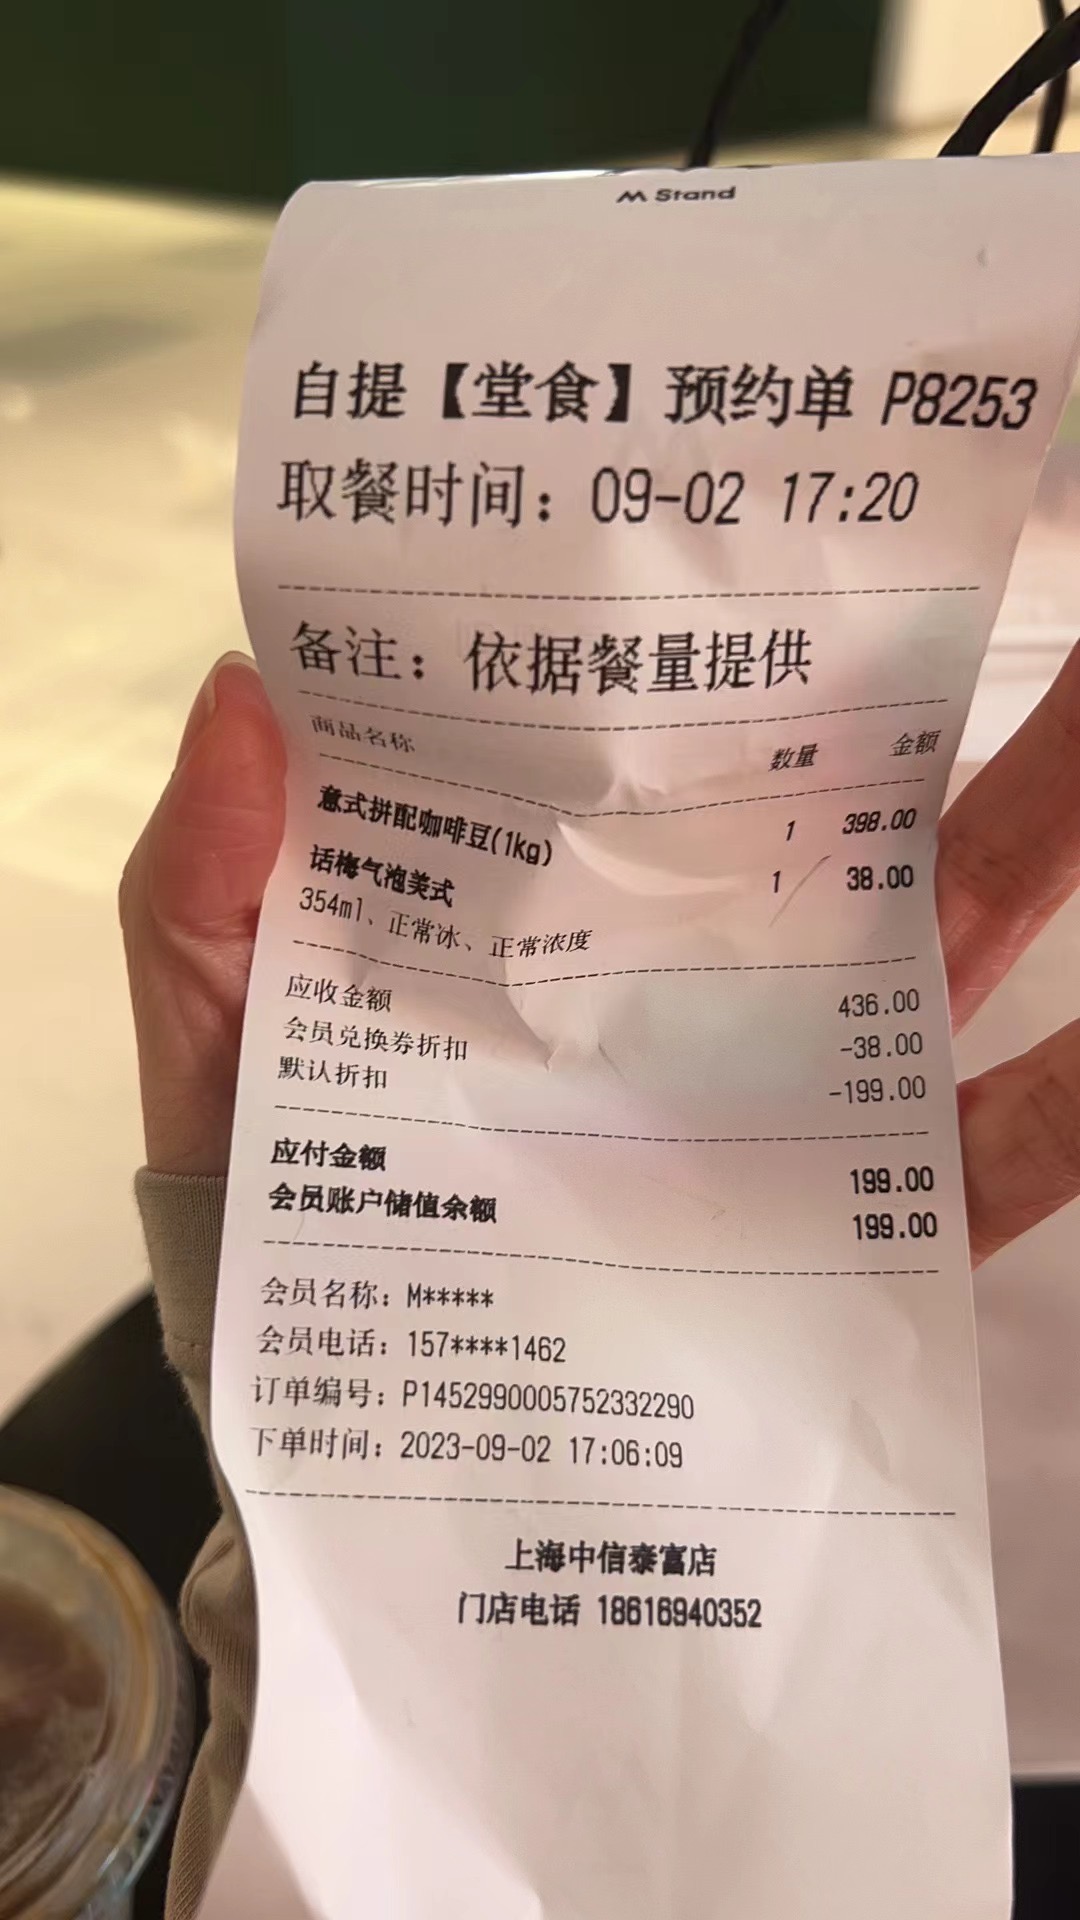 M Stand
自提【堂食】预约单 P8253
取餐时间：09-02 17:20
备注：依据餐量提供
商品名称 数量 金额
意式拼配咖啡豆(1kg) 1 398.00
话梅气泡美式 1 38.00
354ml、正常冰、正常浓度
应收金额 436.00
会员兑换券折扣 -38.00
默认折扣 -199.00
应付金额 199.00
会员账户储值余额 199.00
会员名称：M*****
会员电话：157****1462
订单编号：P1452990005752332290
下单时间：2023-09-02 17:06:09
上海中信泰富店
门店电话 18616940352